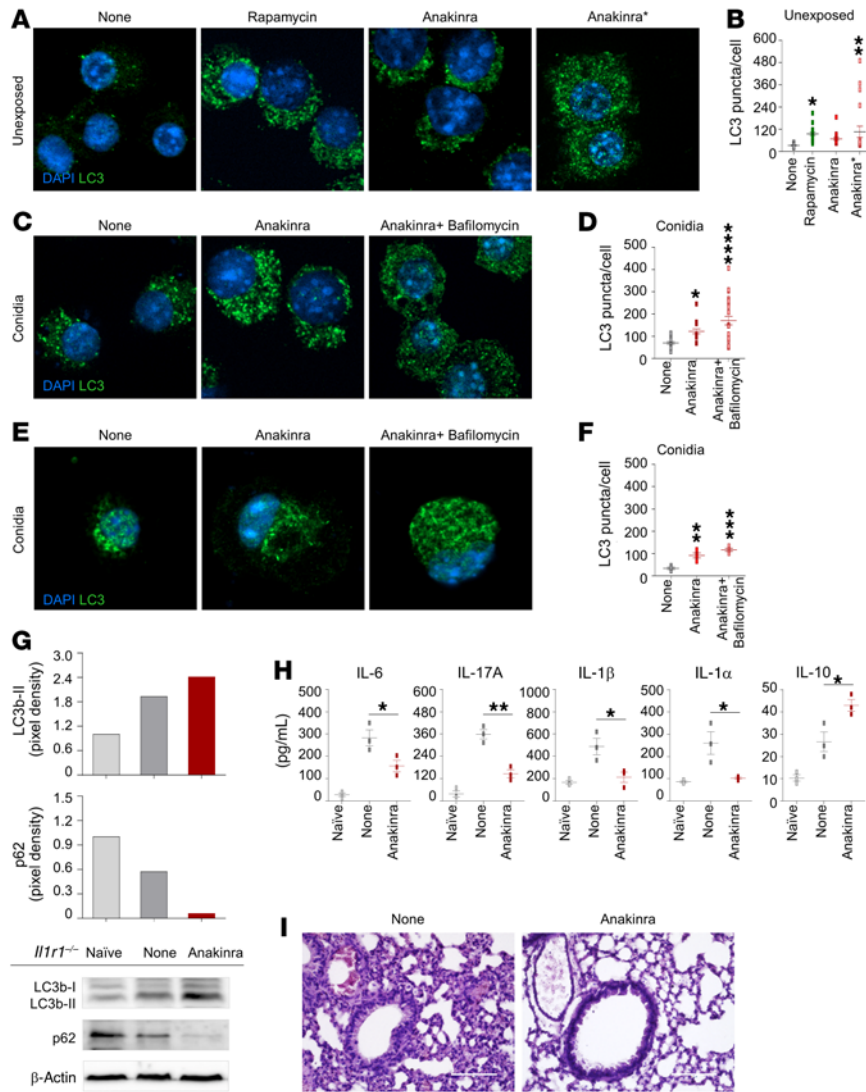 A
None
Rapamycin
Anakinra
Anakinra*
Unexposed
DAPI LC3
B
Unexposed
LC3 puncta/cell
600
480
360
240
120
0
*
**
None
Rapamycin
Anakinra
Anakinra*
C
None
Anakinra
Anakinra+ Bafilomycin
Conidia
DAPI LC3
D
Conidia
LC3 puncta/cell
500
400
300
200
100
0
*
****
None
Anakinra
Anakinra+
Bafilomycin
E
None
Anakinra
Anakinra+ Bafilomycin
Conidia
DAPI LC3
F
Conidia
LC3 puncta/cell
500
400
300
200
100
0
**
***
None
Anakinra
Anakinra+
Bafilomycin
G
LC3b-II
(pixel density)
3.0
2.4
1.8
1.2
0.6
0
p62
(pixel density)
1.5
1.2
0.9
0.6
0.3
0
Il1r1–/– Naïve None Anakinra
LC3b-I
LC3b-II
p62
β-Actin
H
(pg/mL)
IL-6
500
400
300
200
100
0
*
Naïve
None
Anakinra
IL-17A
600
480
360
240
120
0
**
Naïve
None
Anakinra
IL-1β
1000
800
600
400
200
0
*
Naïve
None
Anakinra
IL-1α
500
400
300
200
100
0
*
Naïve
None
Anakinra
IL-10
50
40
30
20
10
0
*
Naïve
None
Anakinra
I
None
Anakinra